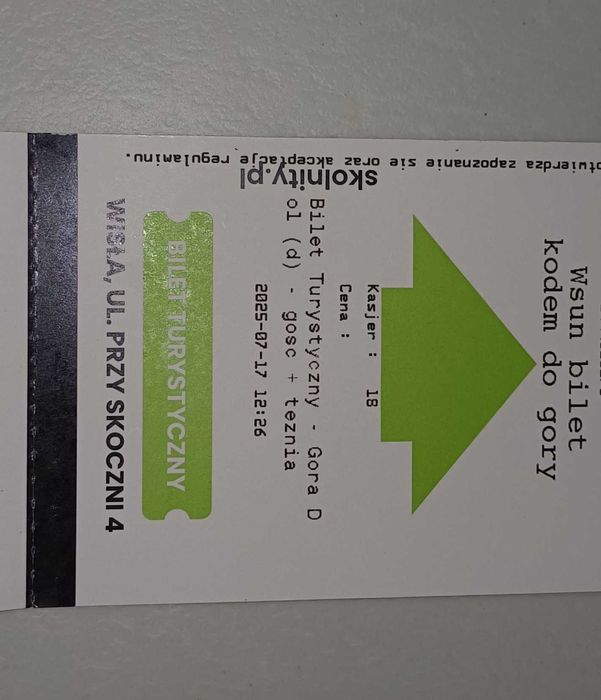 Wsun bilet
kodem do gory
otwierdza zapoznanie sie oraz akceptacje regulaminu.
skolnity.pl
Kasjer : 18
Cena :
Bilet Turystyczny - Gora D
ol (d) - gosc + teznia
2025-07-17 12:26
BILET TURYSTYCZNY
WISŁA, UL. PRZY SKOCZNI 4